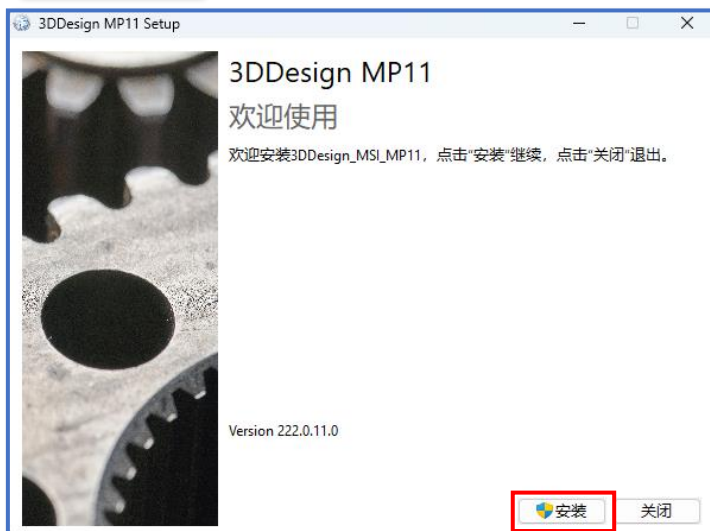 3DDesign MP11 Setup
3DDesign MP11
欢迎使用
欢迎安装3DDesign_MSI_MP11，点击“安装”继续，点击“关闭”退出。
Version 222.0.11.0
安装
关闭